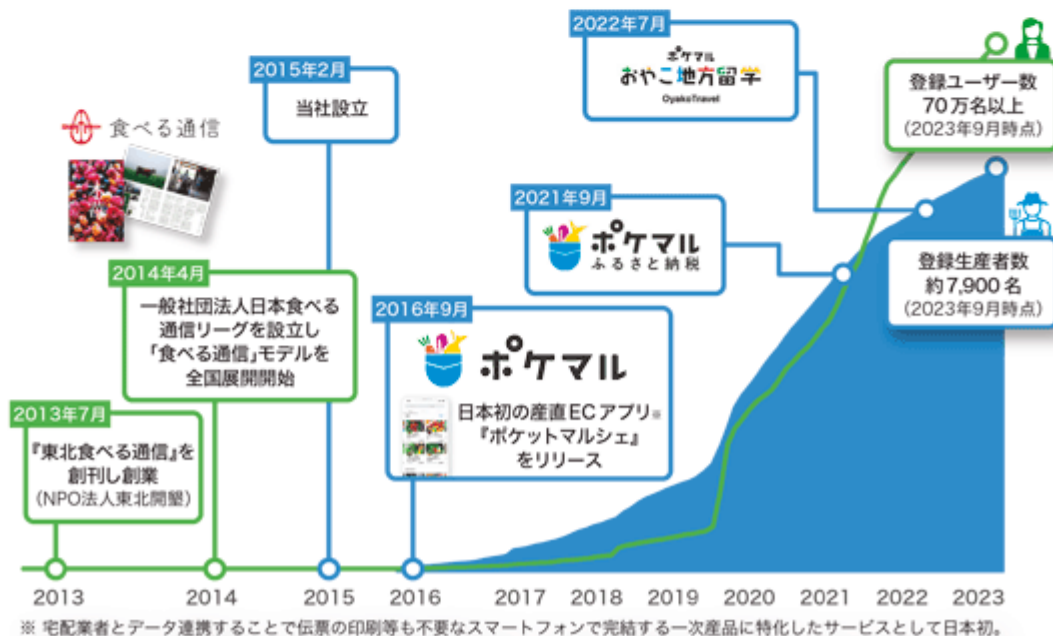 2022年7月
ポケマル
おやこ地方留学
OyakoTravel
2015年2月
当社設立
登録ユーザー数
70万名以上
(2023年9月時点)
食べる通信
2021年9月
ポケマル
ふるさと納税
2014年4月
一般社団法人日本食べる
通信リーグを設立し
「食べる通信」モデルを
全国展開開始
登録生産者数
約7,900名
(2023年9月時点)
2016年9月
ポケマル
日本初の産直ECアプリ※
『ポケットマルシェ』
をリリース
2013年7月
『東北食べる通信』を
創刊し創業
(NPO法人東北開墾)
2013 2014 2015 2016 2017 2018 2019 2020 2021 2022 2023
※ 宅配業者とデータ連携することで伝票の印刷等も不要なスマートフォンで完結する一次産品に特化したサービスとして日本初。